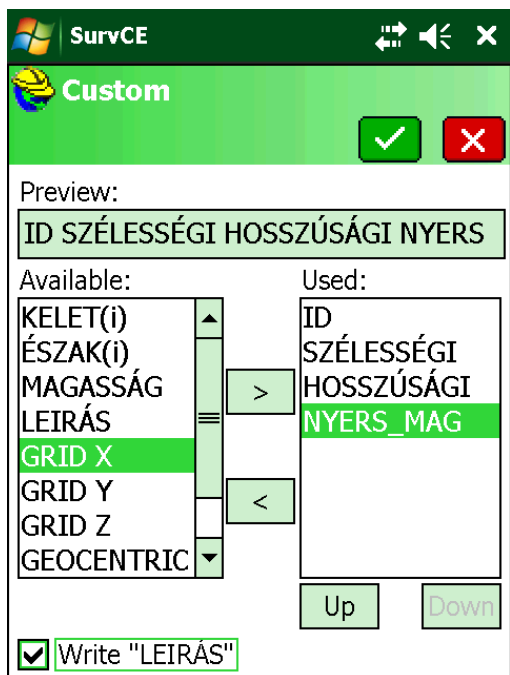 SurvCE
Custom
Preview:
ID SZÉLESSÉGI HOSSZÚSÁGI NYERS
Available:
KELET(i)
ÉSZAK(i)
MAGASSÁG
LEIRÁS
GRID X
GRID Y
GRID Z
GEOCENTRIC
>
<
Used:
ID
SZÉLESSÉGI
HOSSZÚSÁGI
NYERS_MAG
Up
Down
Write "LEIRÁS"